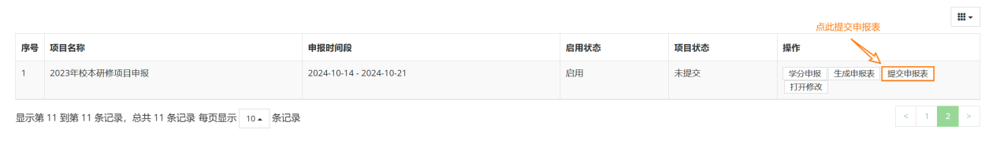 点此提交申报表
序号 项目名称 申报时间段 启用状态 项目状态 操作
1 2023年校本研修项目申报 2024-10-14 - 2024-10-21 启用 未提交 学分申报 生成申报表 提交申报表
打开修改
显示第 11 到第 11 条记录，总共 11 条记录 每页显示 10 条记录 < 1 2 >